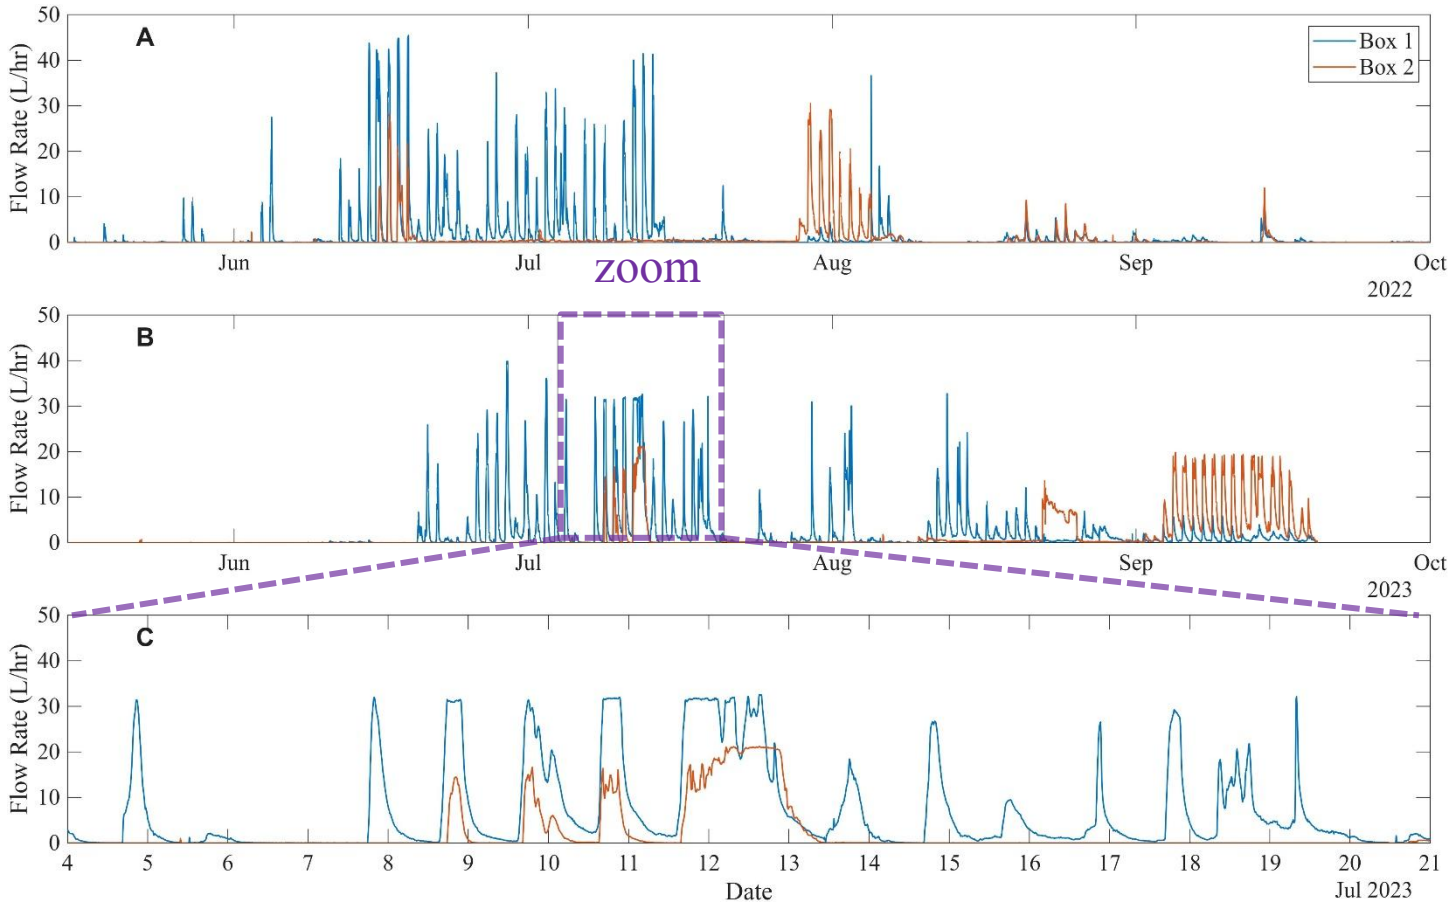 50
40
30
20
10
0
Flow Rate (L/hr)
A
Box 1
Box 2
Jun
Jul
Aug
Sep
Oct
2022
zoom
50
40
30
20
10
0
Flow Rate (L/hr)
B
Jun
Jul
Aug
Sep
Oct
2023
50
40
30
20
10
0
Flow Rate (L/hr)
C
4 5 6 7 8 9 10 11 12 13 14 15 16 17 18 19 20 21
Date
Jul 2023